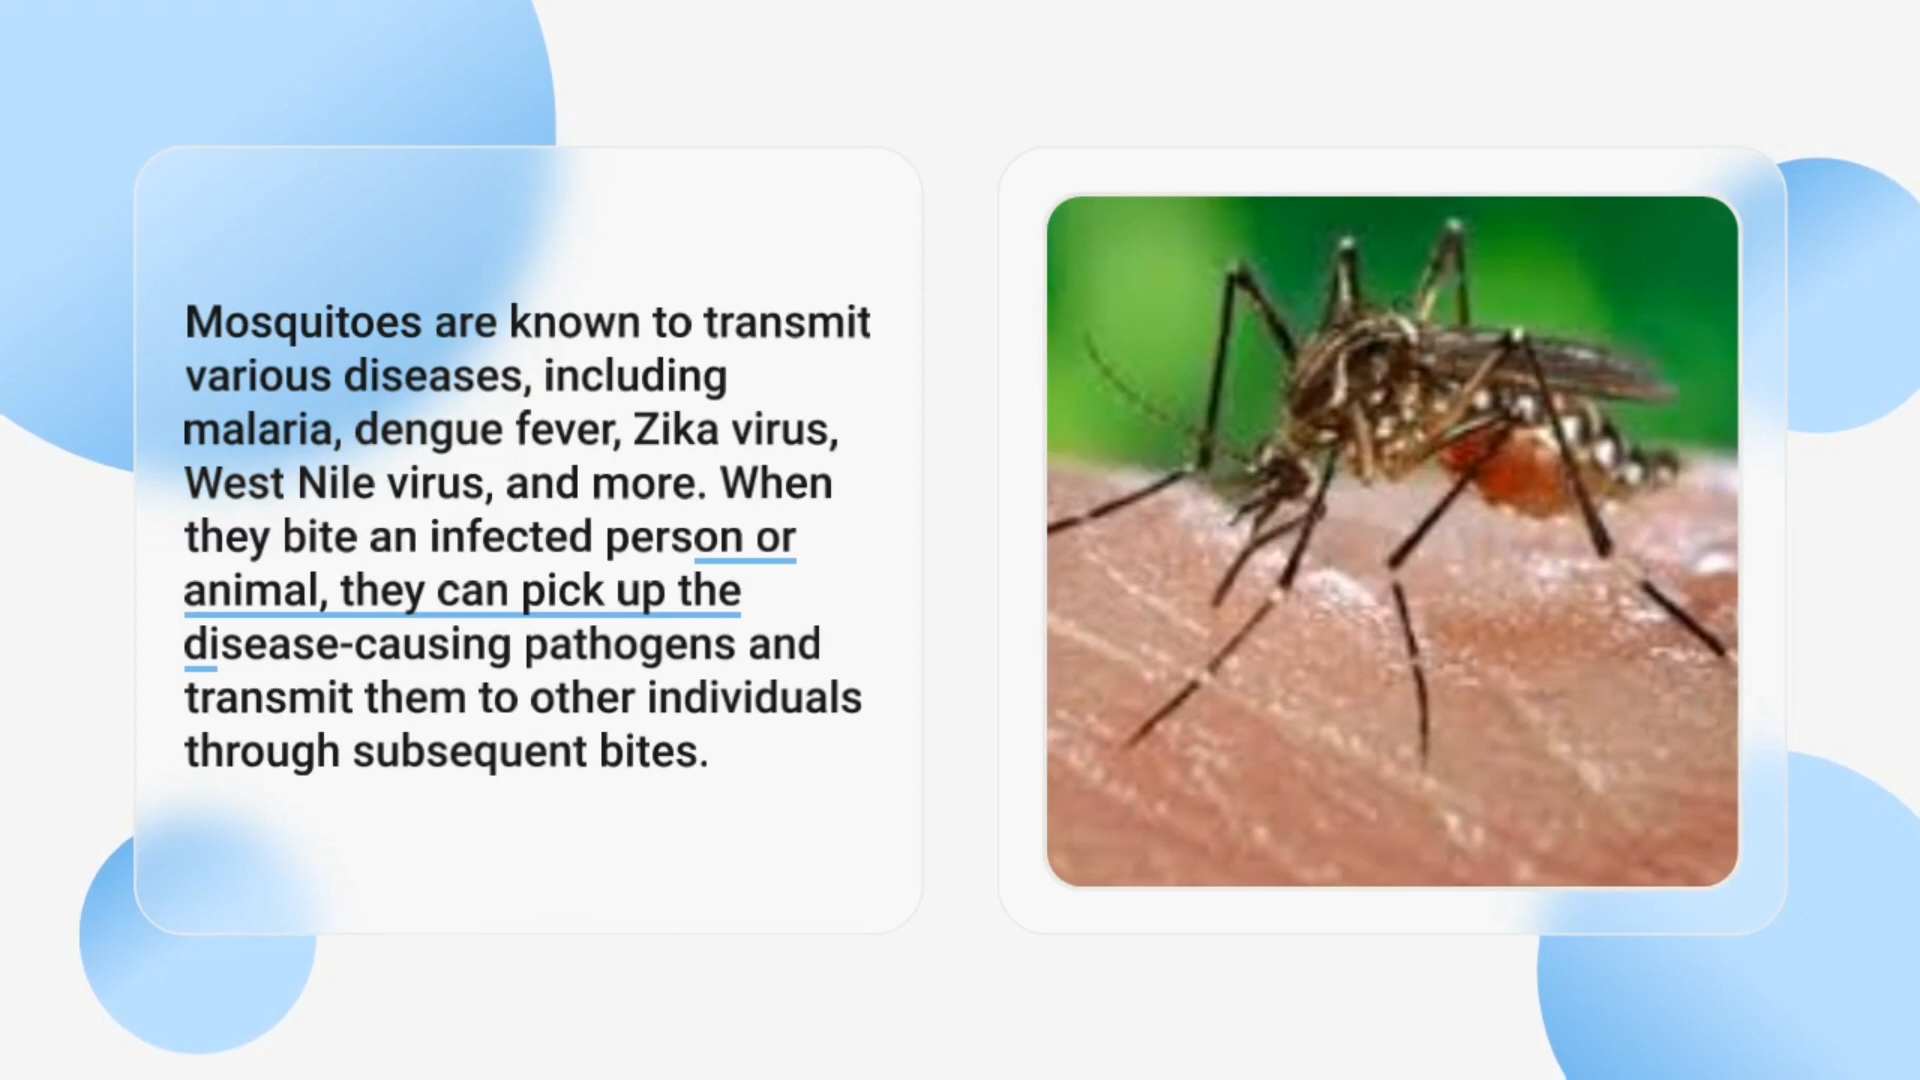 Mosquitoes are known to transmit
various diseases, including
malaria, dengue fever, Zika virus,
West Nile virus, and more. When
they bite an infected person or
animal, they can pick up the
disease-causing pathogens and
transmit them to other individuals
through subsequent bites.